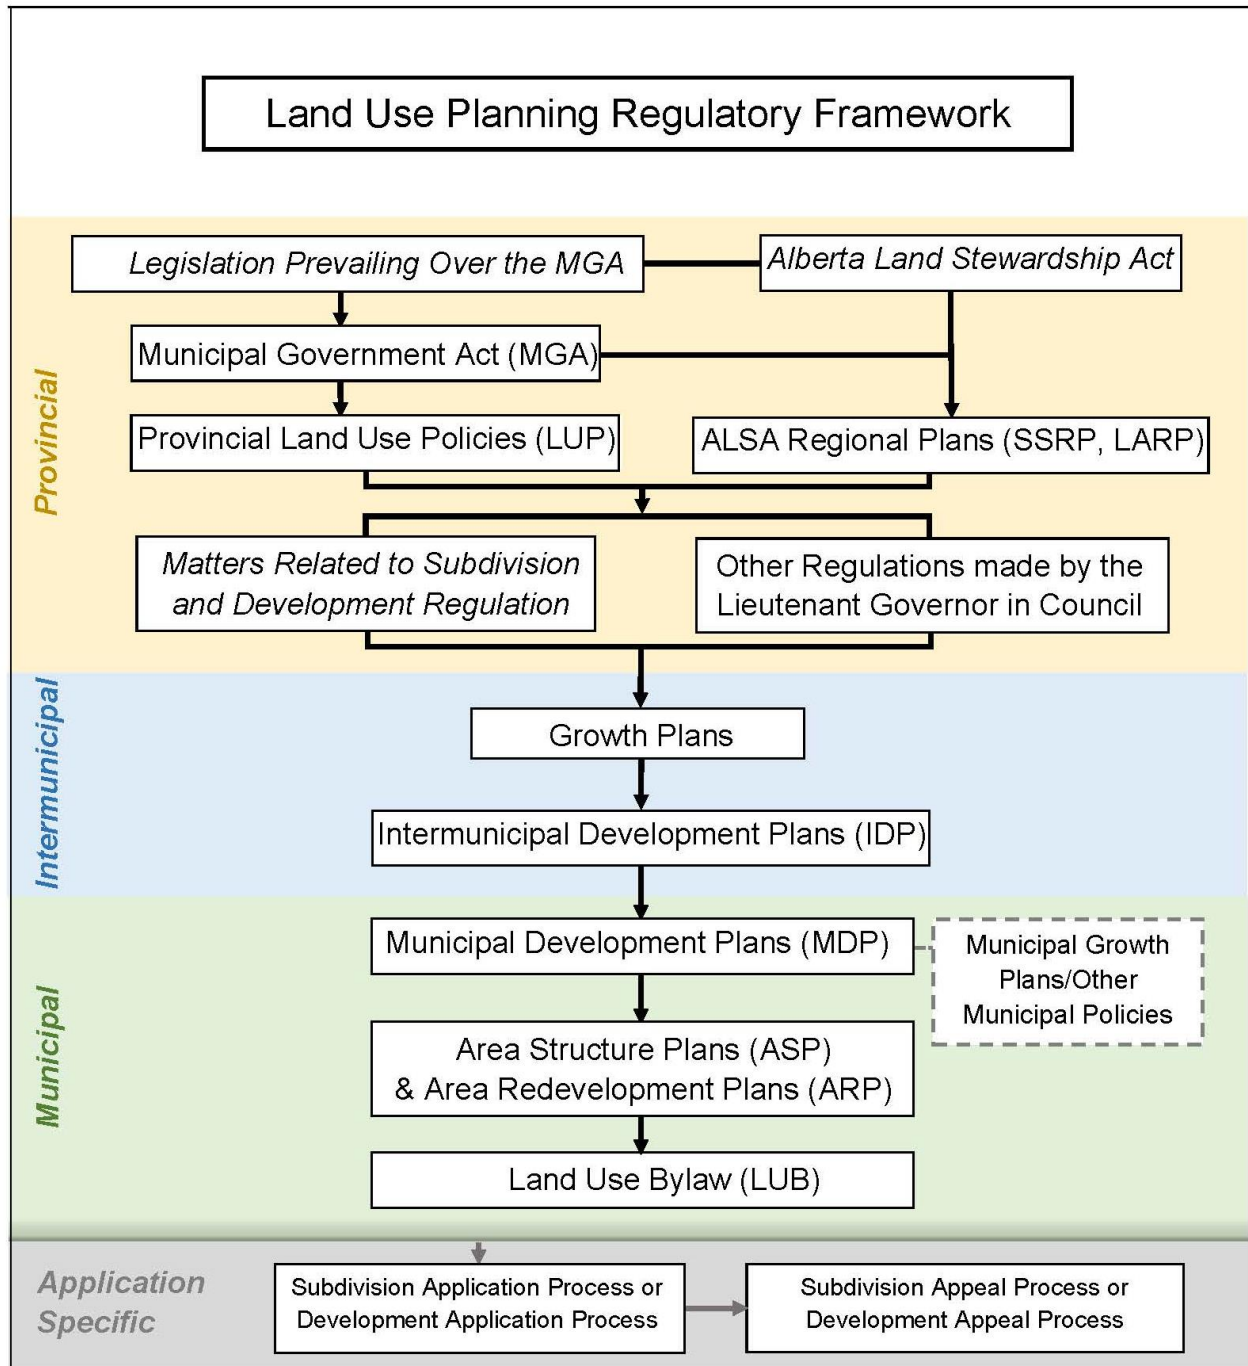 Land Use Planning Regulatory Framework
Provincial
Legislation Prevailing Over the MGA
Alberta Land Stewardship Act
Municipal Government Act (MGA)
Provincial Land Use Policies (LUP)
ALSA Regional Plans (SSRP, LARP)
Matters Related to Subdivision
and Development Regulation
Other Regulations made by the
Lieutenant Governor in Council
Intermunicipal
Growth Plans
Intermunicipal Development Plans (IDP)
Municipal
Municipal Development Plans (MDP)
Municipal Growth
Plans/Other
Municipal Policies
Area Structure Plans (ASP)
& Area Redevelopment Plans (ARP)
Land Use Bylaw (LUB)
Application
Specific
Subdivision Application Process or
Development Application Process
Subdivision Appeal Process or
Development Appeal Process